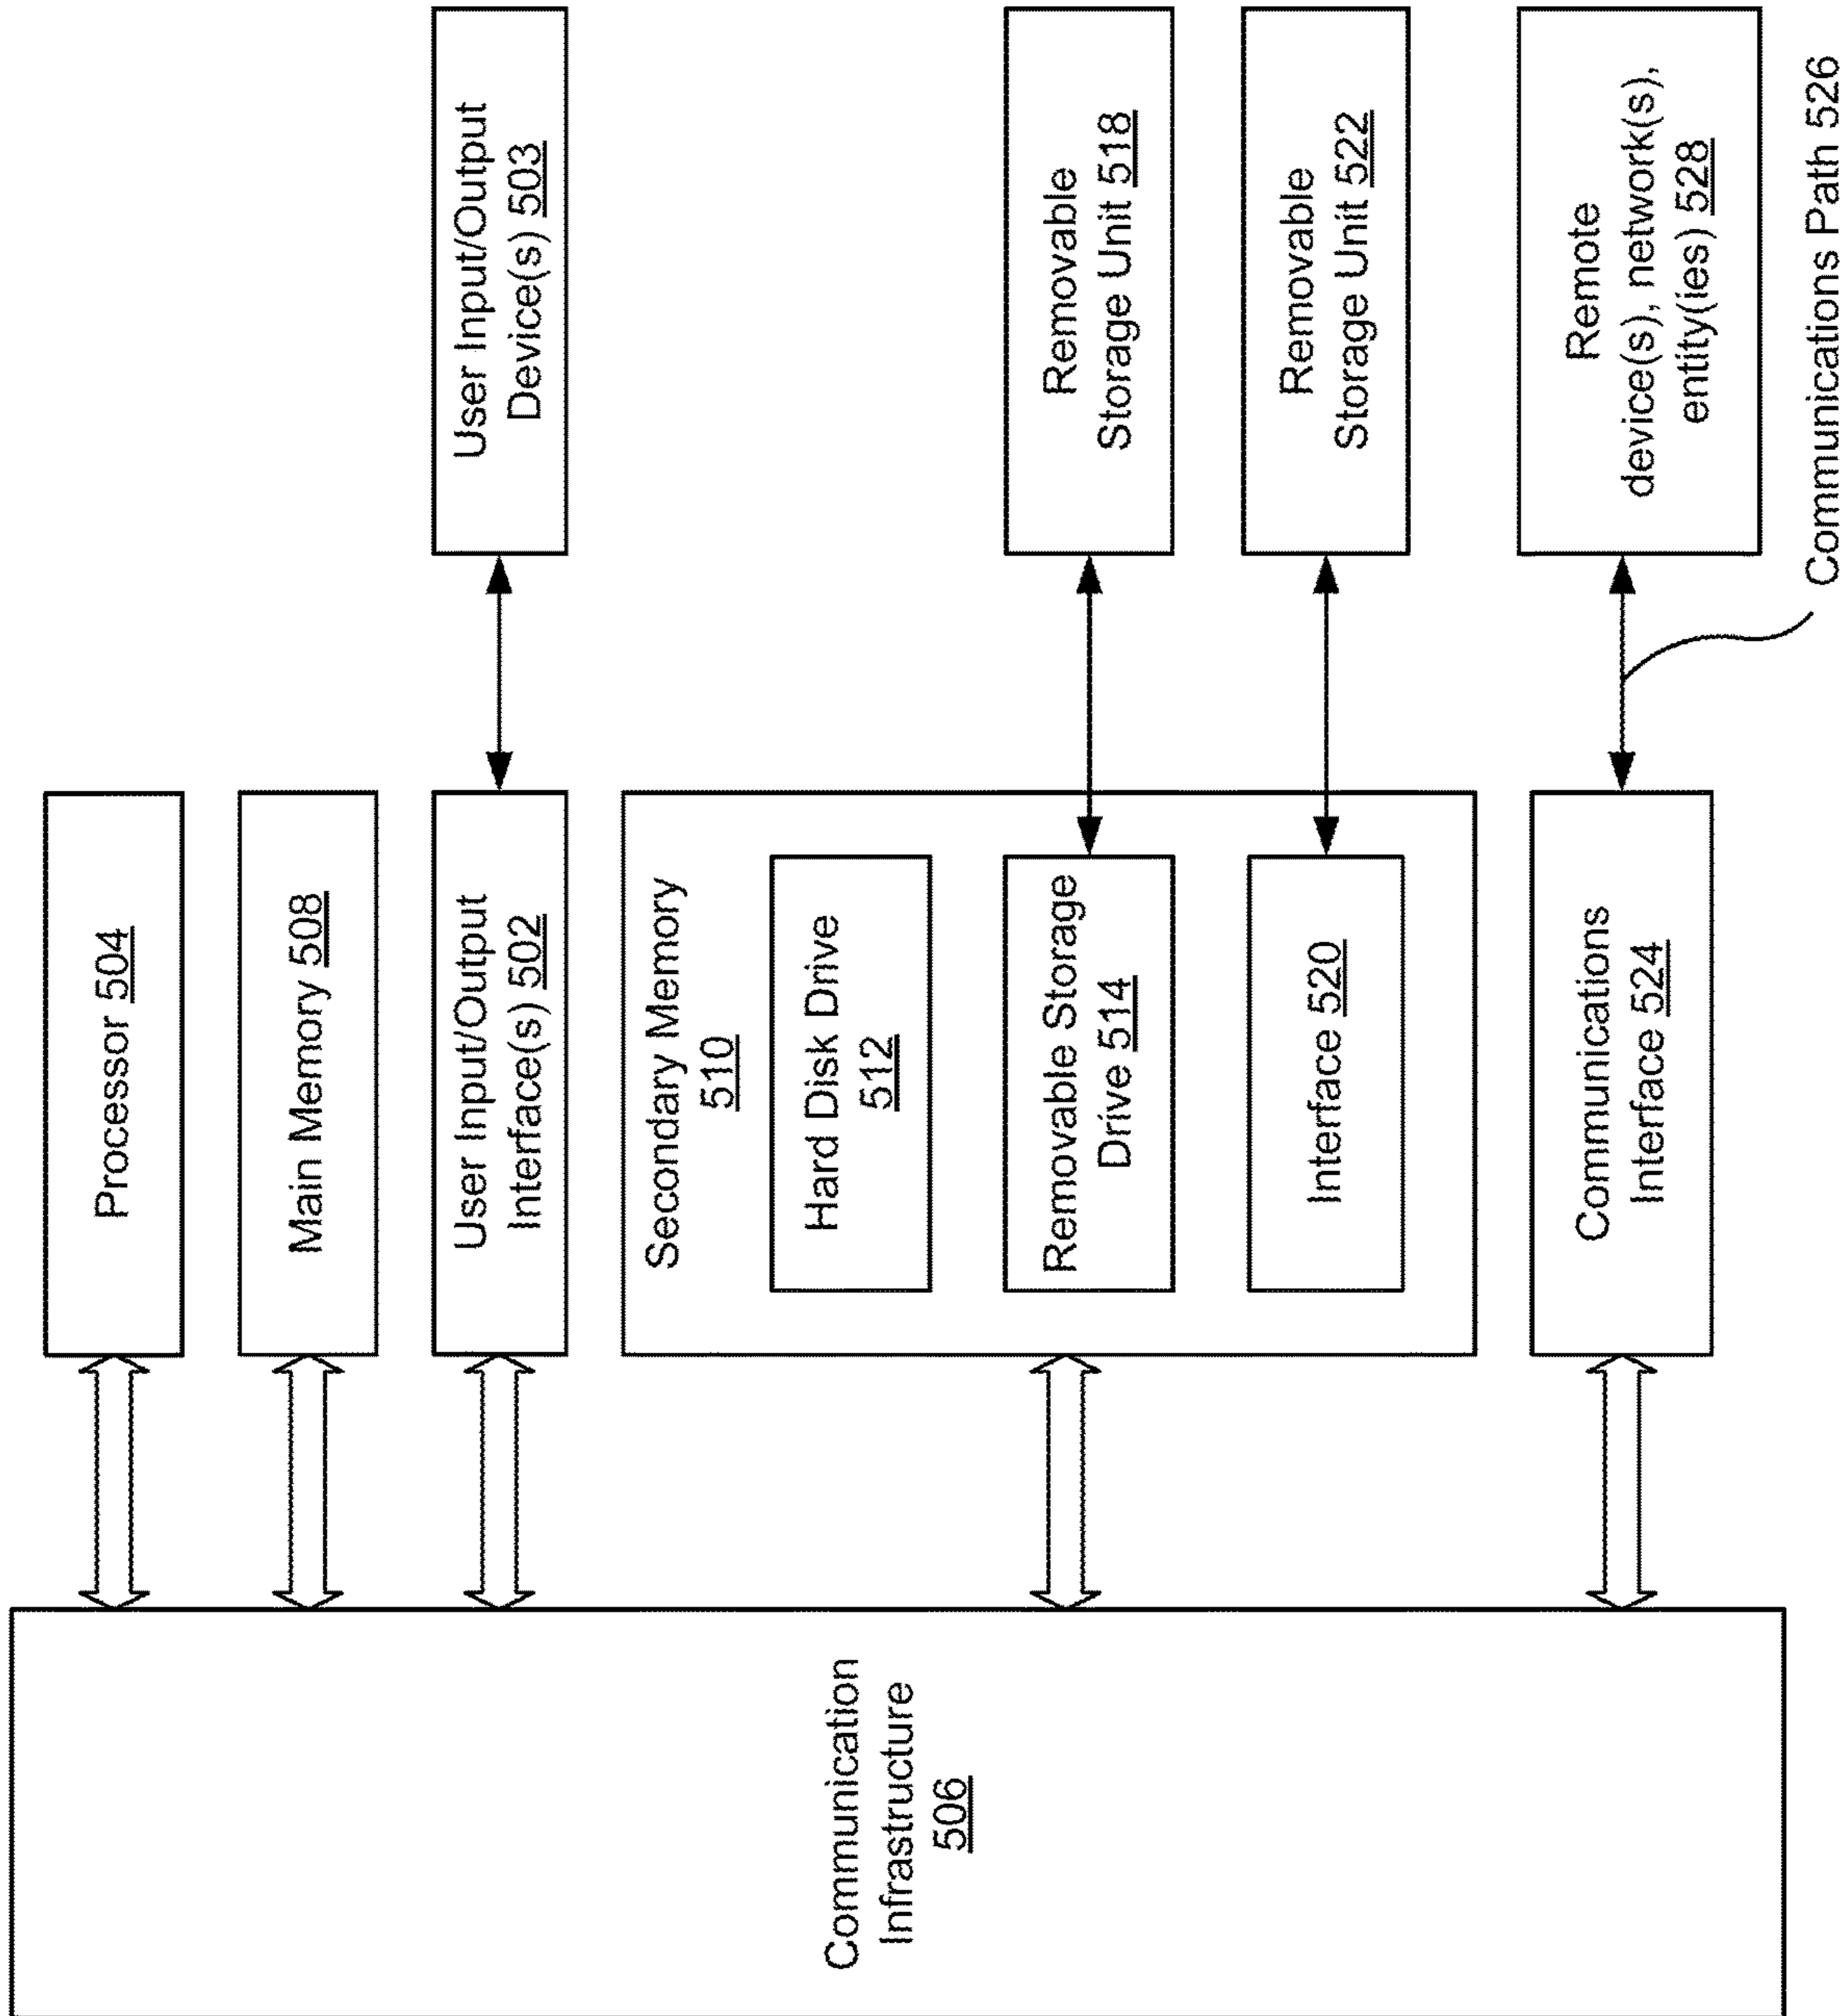 Processor 504
Main Memory 508
User Input/Output
Interface(s) 502
User Input/Output
Device(s) 503
Secondary Memory
510
Hard Disk Drive
512
Removable Storage
Drive 514
Removable
Storage Unit 518
Interface 520
Removable
Storage Unit 522
Communications
Interface 524
Remote
device(s), network(s),
entity(ies) 528
Communications Path 526
Communication
Infrastructure
506